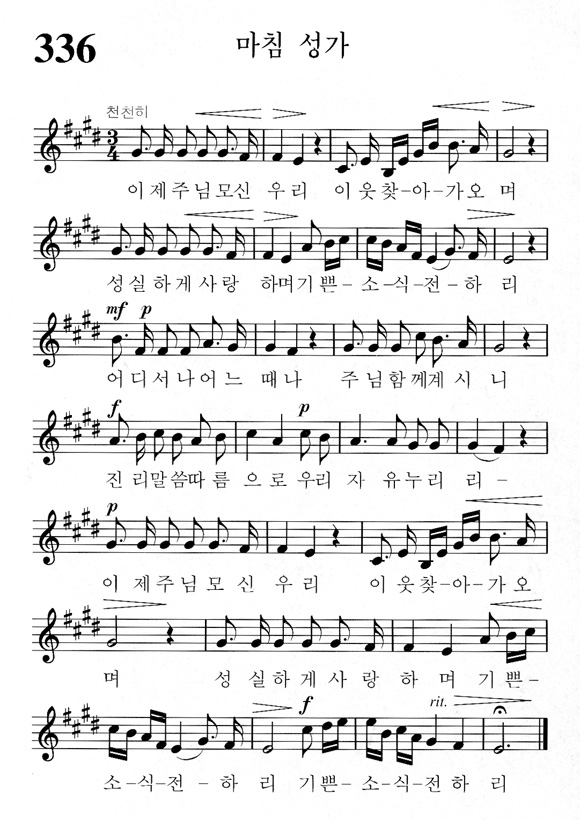 336 마침 성가
천천히
이제주님모신 우리 이웃찾-아-가오 며
성실하게사랑 하며기쁜-소-식-전-하 리
mf p
어디서나어느 때나 주님함께계시 니
f p
진리말씀따름 으로우리 자 유누리 리-
p
이 제주님모 신 우 리 이 웃찾-아-가오
며 성 실하게사 랑 하 며 기 쁜-
f rit.
소-식-전 - 하 리 기쁜-소-식-전하 리